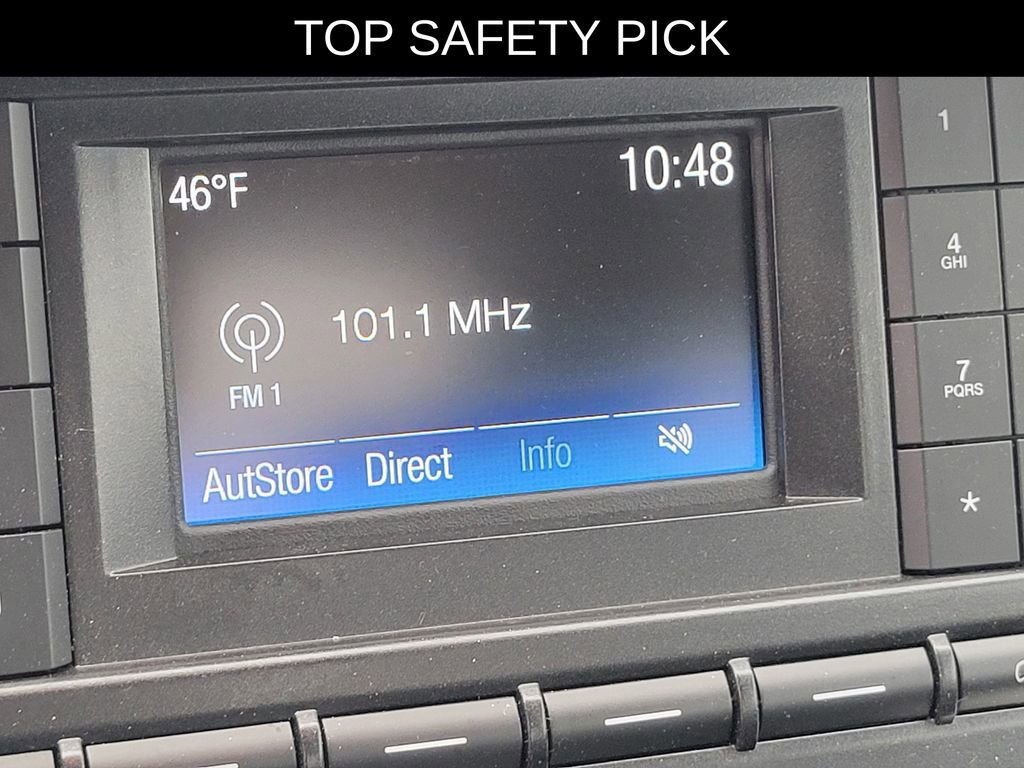 TOP SAFETY PICK
46°F
10:48
101.1 MHz
FM 1
AutStore
Direct
Info
1
4
GHI
7
PQRS
*